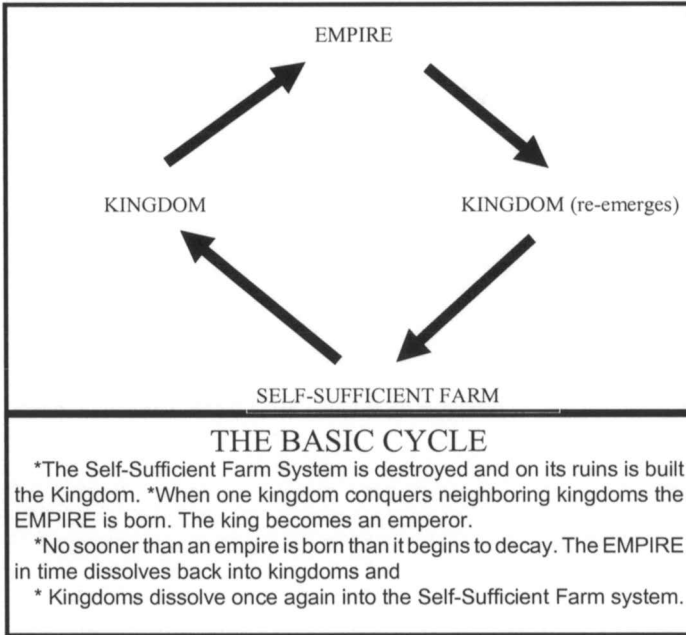 EMPIRE
KINGDOM
KINGDOM (re-emerges)
SELF-SUFFICIENT FARM
THE BASIC CYCLE
*The Self-Sufficient Farm System is destroyed and on its ruins is built
the Kingdom. *When one kingdom conquers neighboring kingdoms the
EMPIRE is born. The king becomes an emperor.
*No sooner than an empire is born than it begins to decay. The EMPIRE
in time dissolves back into kingdoms and
* Kingdoms dissolve once again into the Self-Sufficient Farm system.